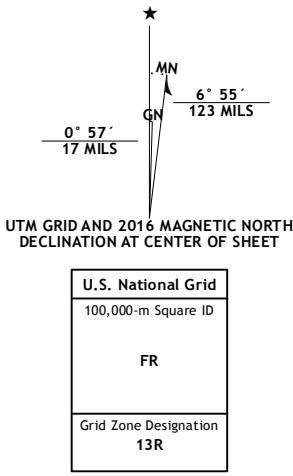 ★
MN
GN
6° 55´
123 MILS
0° 57´
17 MILS
UTM GRID AND 2016 MAGNETIC NORTH
DECLINATION AT CENTER OF SHEET
U.S. National Grid
100,000-m Square ID
FR
Grid Zone Designation
13R